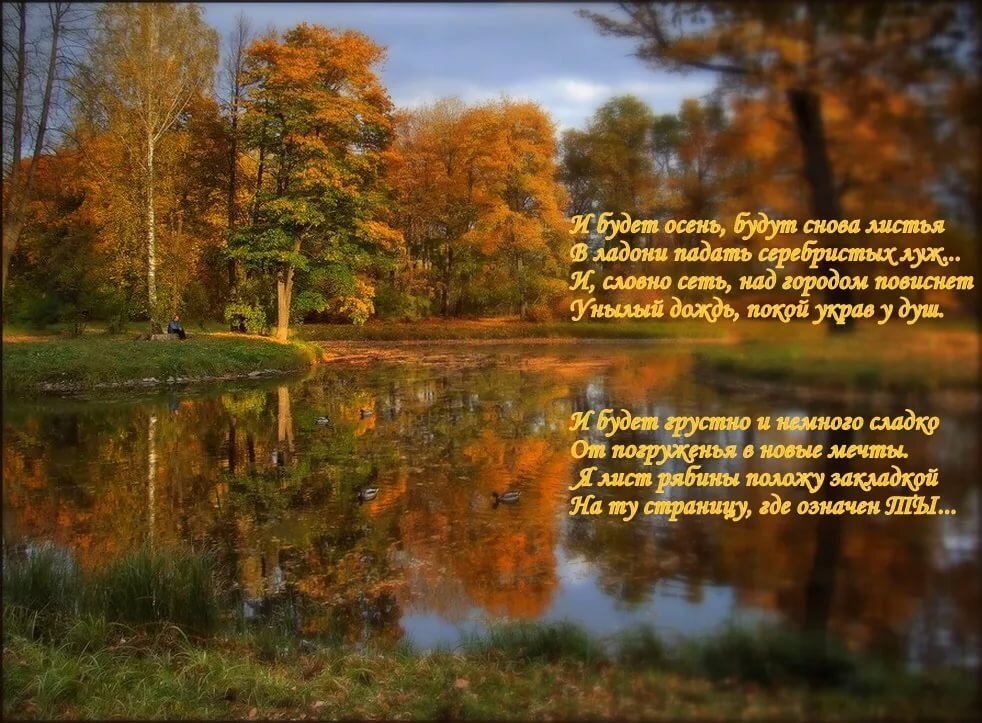 И будет осень, будут снова листья
В ладони падать серебристых луж...
И, словно сеть, над городом повиснет
Унылый дождь, покой украв у душ.
И будет грустно и немного сладко
От погруженья в новые мечты.
Я лист рябины положу закладкой
На ту страницу, где означен ТЫ...